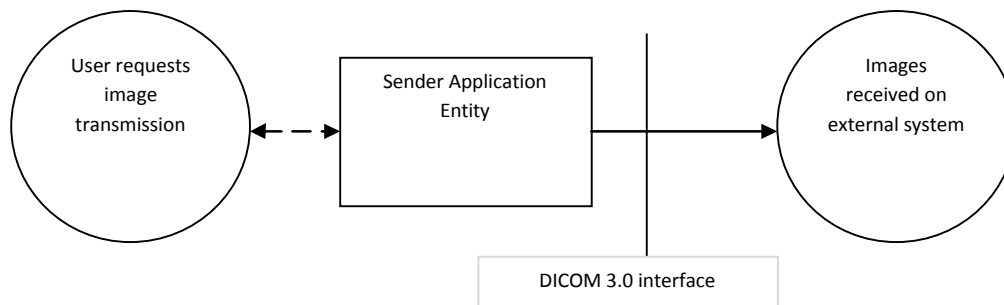 User requests
image
transmission
Sender Application
Entity
Images
received on
external system
DICOM 3.0 interface